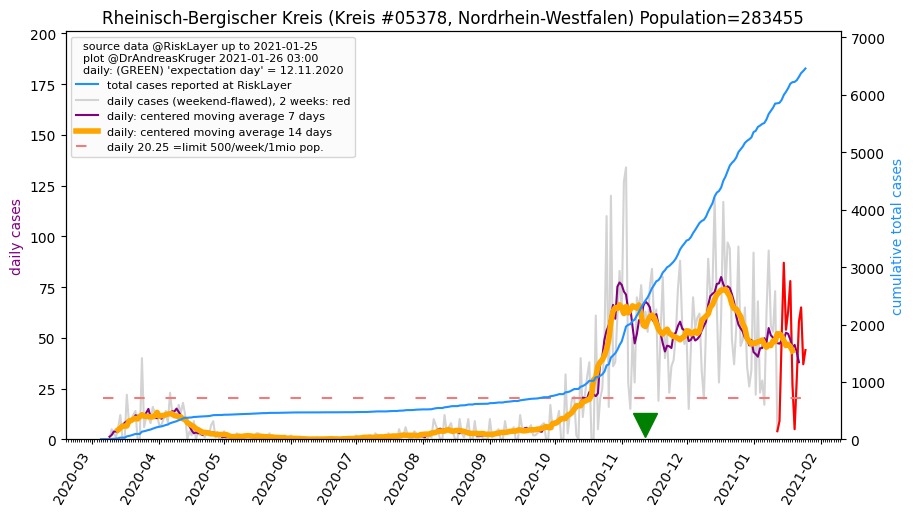 Rheinisch-Bergischer Kreis (Kreis #05378, Nordrhein-Westfalen) Population=283455
source data @RiskLayer up to 2021-01-25
plot @DrAndreasKruger 2021-01-26 03:00
daily: (GREEN) 'expectation day' = 12.11.2020
total cases reported at RiskLayer
daily cases (weekend-flawed), 2 weeks: red
daily: centered moving average 7 days
daily: centered moving average 14 days
daily 20.25 =limit 500/week/1mio pop.
daily cases
200
175
150
125
100
75
50
25
0
7000
6000
5000
4000
3000
2000
1000
0
cumulative total cases
2020-03
2020-04
2020-05
2020-06
2020-07
2020-08
2020-09
2020-10
2020-11
2020-12
2021-01
2021-02